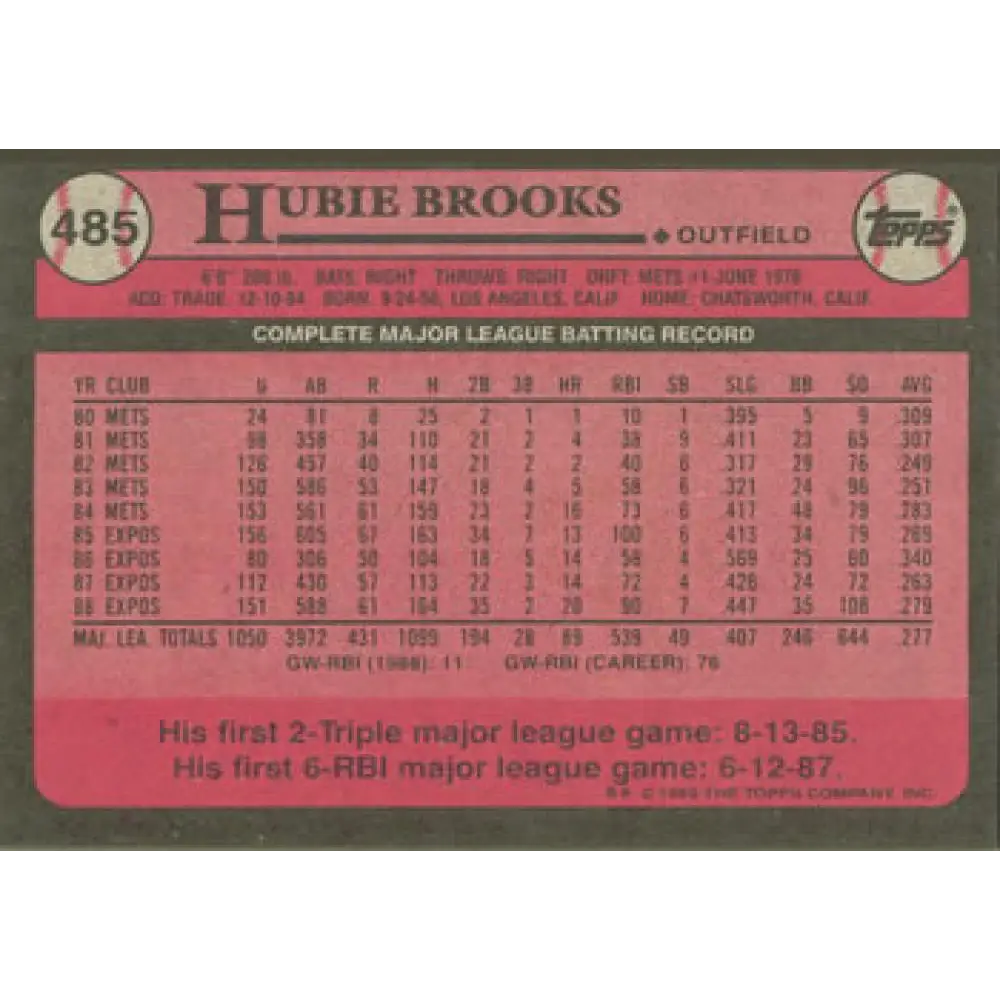 485
HUBIE BROOKS
OUTFIELD
TOPPS®
6'0" 200 lb. BATS: RIGHT THROWS: RIGHT DRFT: METS #1-JUNE 1978
ACQ: TRADE, 12-10-84 BORN: 9-24-56, LOS ANGELES, CALIF. HOME: CHATSWORTH, CALIF.
COMPLETE MAJOR LEAGUE BATTING RECORD
YR CLUB G AB R H 2B 3B HR RBI SB SLG BB SO AVG
80 METS 24 81 8 25 2 1 1 10 1 .395 5 9 .309
81 METS 98 358 34 110 21 2 4 38 9 .411 23 65 .307
82 METS 126 457 40 114 21 2 2 40 6 .317 29 76 .249
83 METS 150 586 53 147 18 4 5 58 6 .321 24 96 .251
84 METS 153 561 61 159 23 2 16 73 6 .417 48 79 .283
85 EXPOS 156 605 67 163 34 7 13 100 6 .413 34 79 .269
86 EXPOS 80 306 50 104 18 5 14 58 4 .569 25 60 .340
87 EXPOS 112 430 57 113 22 3 14 72 4 .426 24 72 .263
88 EXPOS 151 588 61 164 35 2 20 90 7 .447 35 108 .279
MAJ. LEA. TOTALS 1050 3972 431 1099 194 28 89 539 49 .407 246 644 .277
GW-RBI (1988): 11 GW-RBI (CAREER): 76
His first 2-Triple major league game: 8-13-85.
His first 6-RBI major league game: 6-12-87.
© 1989 THE TOPPS COMPANY, INC.